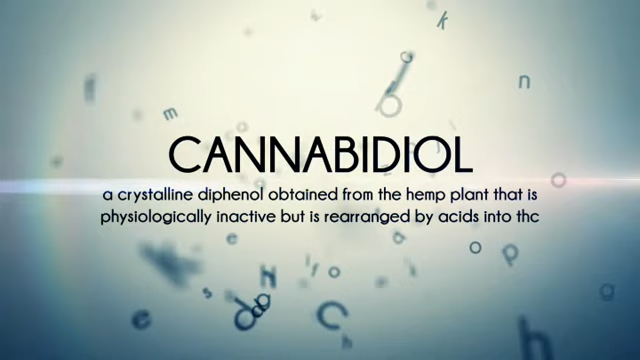 CANNABIDIOL
a crystalline diphenol obtained from the hemp plant that is
physiologically inactive but is rearranged by acids into thc